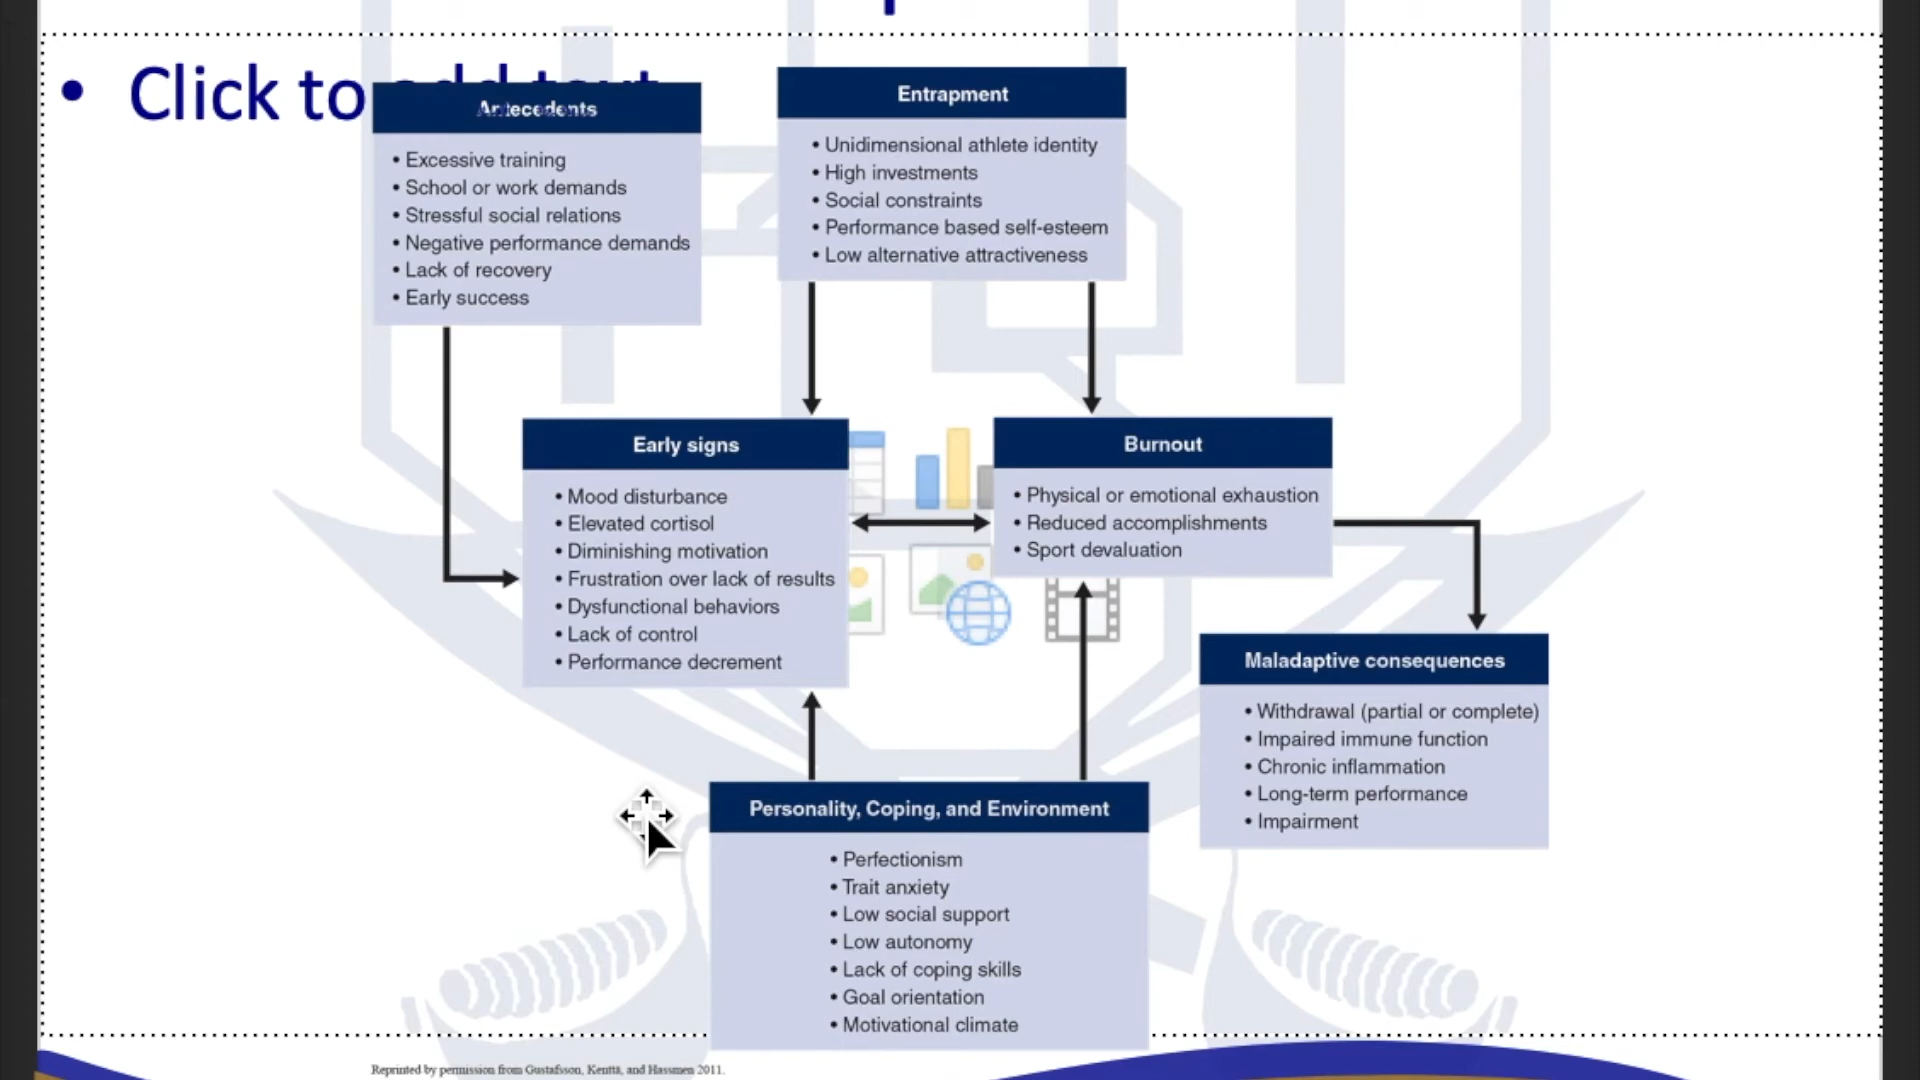 • Click to add text
Antecedents
• Excessive training
• School or work demands
• Stressful social relations
• Negative performance demands
• Lack of recovery
• Early success
Entrapment
• Unidimensional athlete identity
• High investments
• Social constraints
• Performance based self-esteem
• Low alternative attractiveness
Early signs
• Mood disturbance
• Elevated cortisol
• Diminishing motivation
• Frustration over lack of results
• Dysfunctional behaviors
• Lack of control
• Performance decrement
Burnout
• Physical or emotional exhaustion
• Reduced accomplishments
• Sport devaluation
Maladaptive consequences
• Withdrawal (partial or complete)
• Impaired immune function
• Chronic inflammation
• Long-term performance
• Impairment
Personality, Coping, and Environment
• Perfectionism
• Trait anxiety
• Low social support
• Low autonomy
• Lack of coping skills
• Goal orientation
• Motivational climate
Reprinted by permission from Gustafsson, Kenttä, and Hassmen 2011.